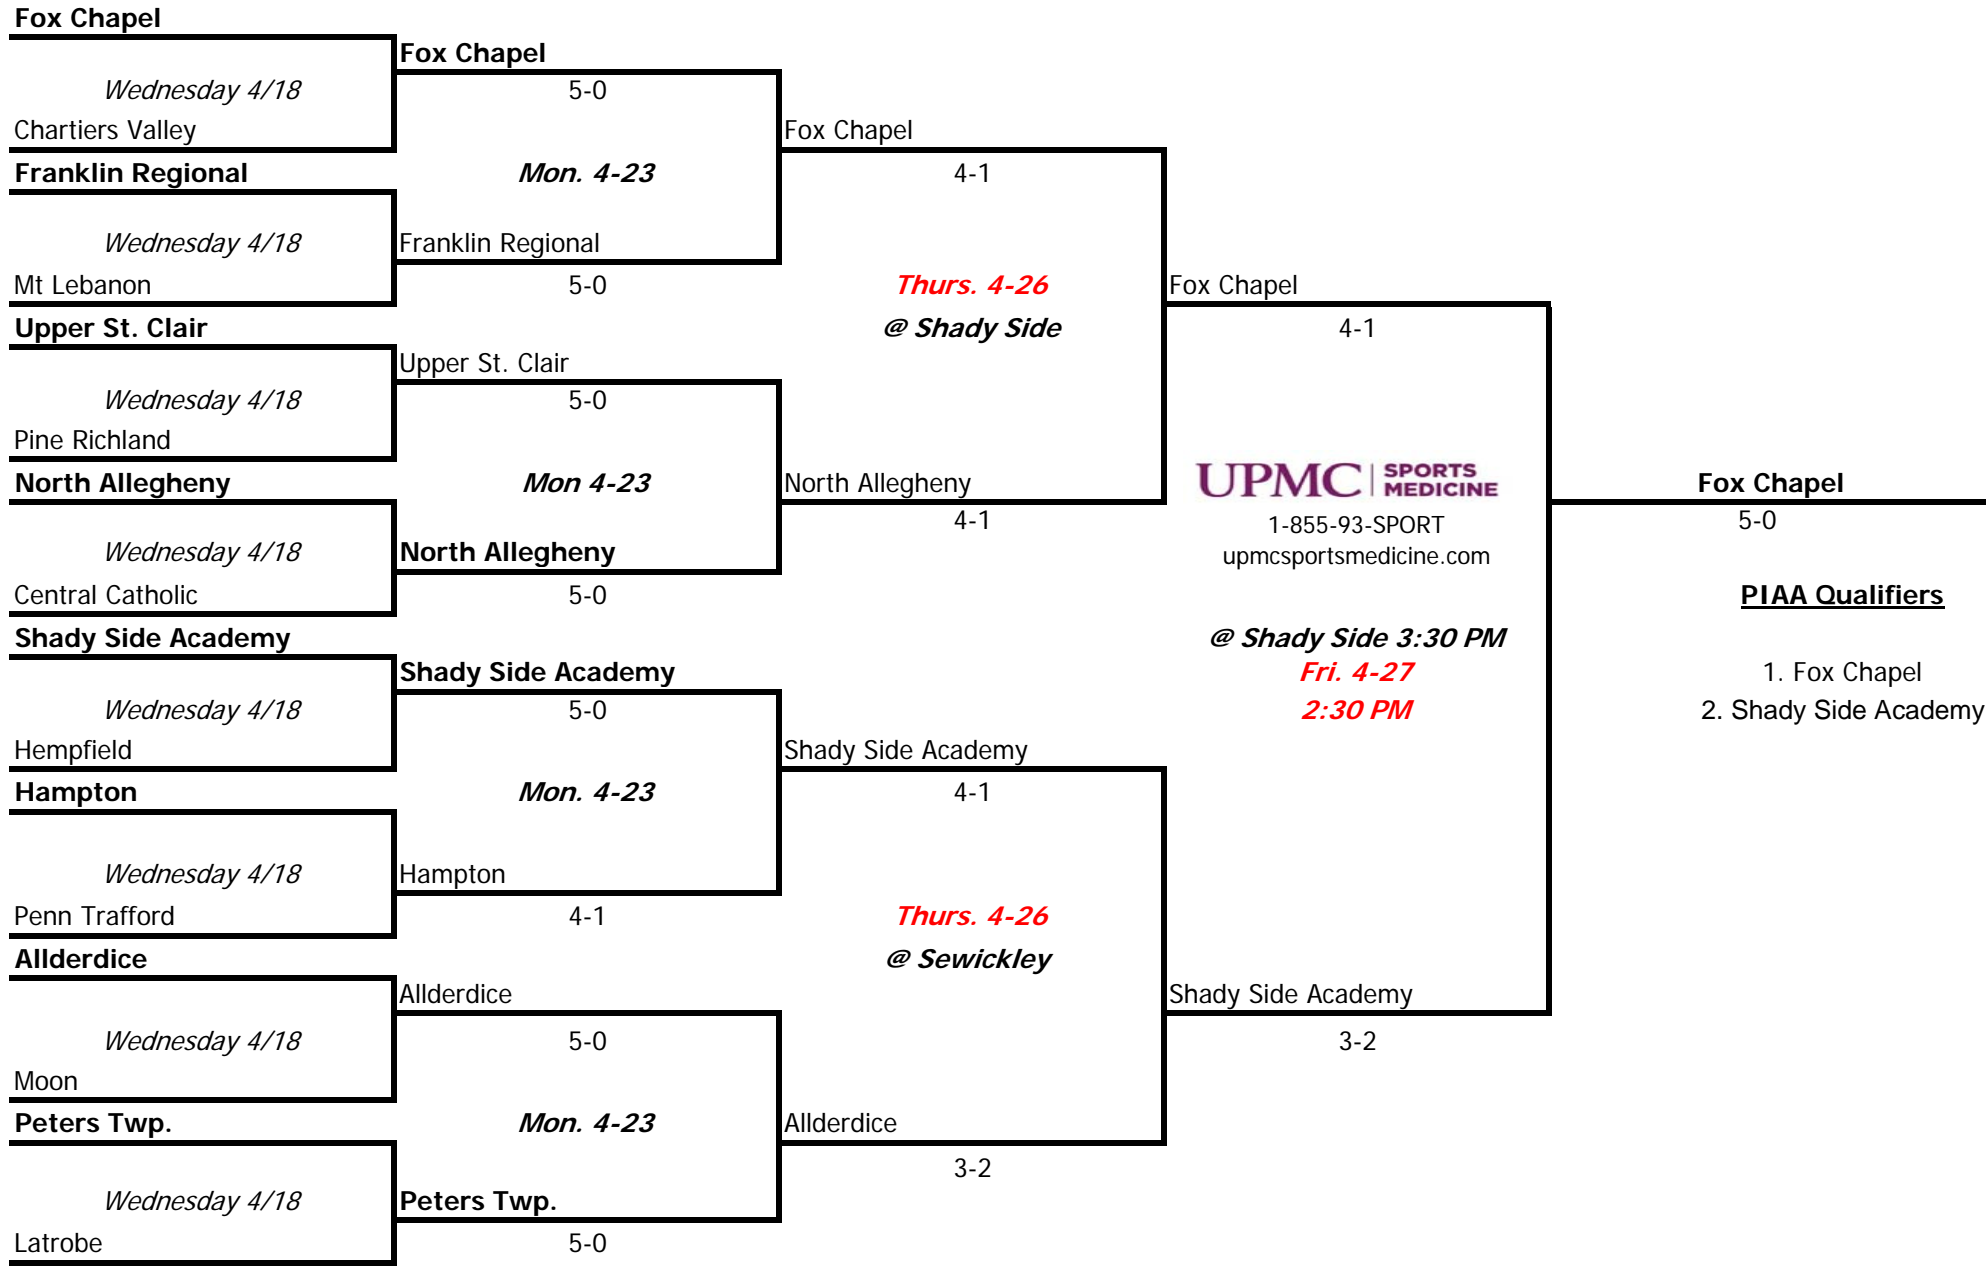 Fox Chapel
Wednesday 4/18
Chartiers Valley
Franklin Regional
Wednesday 4/18
Mt Lebanon
Upper St. Clair
Wednesday 4/18
Pine Richland
North Allegheny
Wednesday 4/18
Central Catholic
Shady Side Academy
Wednesday 4/18
Hempfield
Hampton
Wednesday 4/18
Penn Trafford
Allderdice
Wednesday 4/18
Moon
Peters Twp.
Wednesday 4/18
Latrobe
Fox Chapel
5-0
Mon. 4-23
Franklin Regional
5-0
Upper St. Clair
5-0
Mon 4-23
North Allegheny
5-0
Shady Side Academy
5-0
Mon. 4-23
Hampton
4-1
Allderdice
5-0
Mon. 4-23
Peters Twp.
5-0
Fox Chapel
4-1
Thurs. 4-26
@ Shady Side
North Allegheny
4-1
Shady Side Academy
4-1
Thurs. 4-26
@ Sewickley
Allderdice
3-2
Fox Chapel
4-1
UPMC SPORTS MEDICINE
1-855-93-SPORT
upmcsportsmedicine.com
@ Shady Side 3:30 PM
Fri. 4-27
2:30 PM
Shady Side Academy
3-2
Fox Chapel
5-0
PIAA Qualifiers
1. Fox Chapel
2. Shady Side Academy